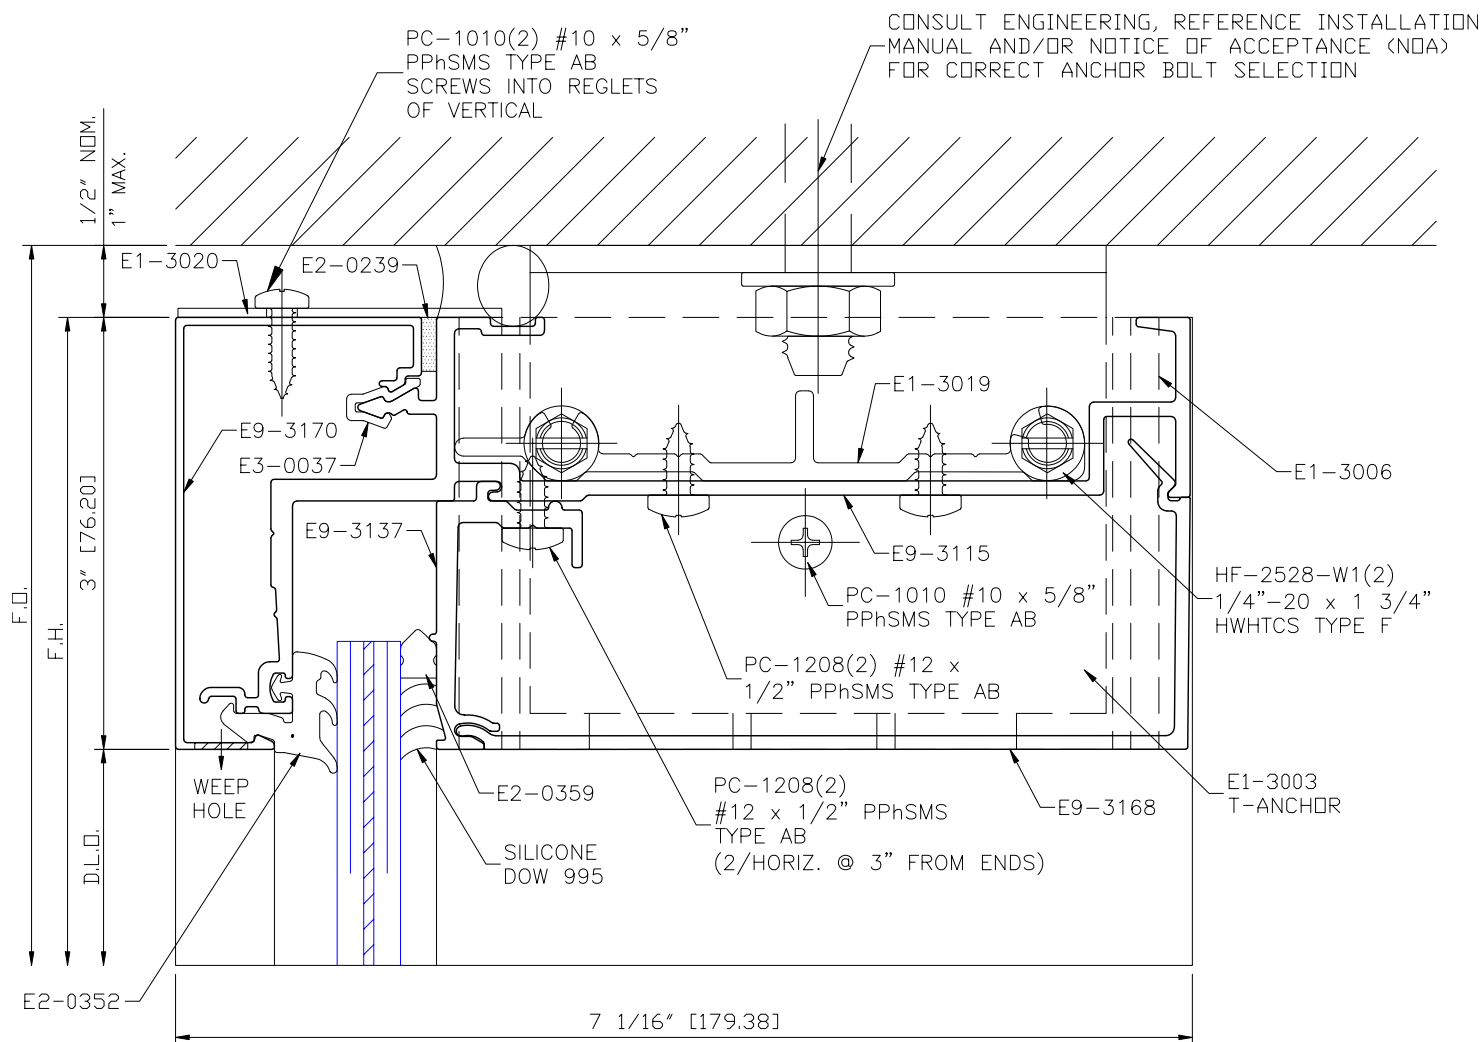 CONSULT ENGINEERING, REFERENCE INSTALLATION
MANUAL AND/OR NOTICE OF ACCEPTANCE (NOA)
FOR CORRECT ANCHOR BOLT SELECTION
PC-1010(2) #10 x 5/8"
PPhSMS TYPE AB
SCREWS INTO REGLETS
OF VERTICAL
1/2" NOM.
1" MAX.
E1-3020
E2-0239
E1-3019
E9-3170
E3-0037
E1-3006
3" [76.20]
E9-3137
E9-3115
F.O.
F.H.
PC-1010 #10 x 5/8"
PPhSMS TYPE AB
HF-2528-W1(2)
1/4"-20 x 1 3/4"
HWHTCS TYPE F
PC-1208(2) #12 x
1/2" PPhSMS TYPE AB
WEEP
HOLE
E2-0359
PC-1208(2)
#12 x 1/2" PPhSMS
TYPE AB
(2/HORIZ. @ 3" FROM ENDS)
E9-3168
E1-3003
T-ANCHOR
D.L.O.
SILICONE
DOW 995
E2-0352
7 1/16" [179.38]